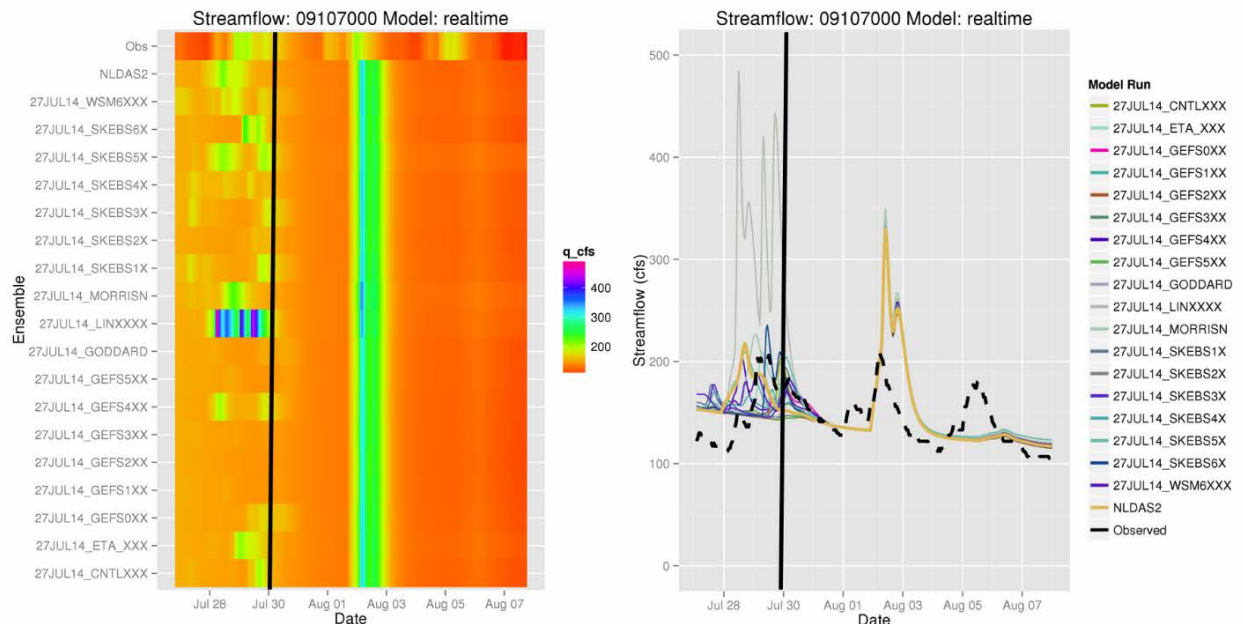 Streamflow: 09107000 Model: realtime
Ensemble
Obs
NLDAS2
27JUL14_WSM6XXX
27JUL14_SKEBS6X
27JUL14_SKEBS5X
27JUL14_SKEBS4X
27JUL14_SKEBS3X
27JUL14_SKEBS2X
27JUL14_SKEBS1X
27JUL14_MORRISN
27JUL14_LINXXXX
27JUL14_GODDARD
27JUL14_GEFS5XX
27JUL14_GEFS4XX
27JUL14_GEFS3XX
27JUL14_GEFS2XX
27JUL14_GEFS1XX
27JUL14_GEFS0XX
27JUL14_ETA_XXX
27JUL14_CNTLXXX
Jul 28 Jul 30 Aug 01 Aug 03 Aug 05 Aug 07
Date
q_cfs
400
300
200
Streamflow: 09107000 Model: realtime
Streamflow (cfs)
500
400
300
200
100
0
Jul 28 Jul 30 Aug 01 Aug 03 Aug 05 Aug 07
Date
Model Run
27JUL14_CNTLXXX
27JUL14_ETA_XXX
27JUL14_GEFS0XX
27JUL14_GEFS1XX
27JUL14_GEFS2XX
27JUL14_GEFS3XX
27JUL14_GEFS4XX
27JUL14_GEFS5XX
27JUL14_GODDARD
27JUL14_LINXXXX
27JUL14_MORRISN
27JUL14_SKEBS1X
27JUL14_SKEBS2X
27JUL14_SKEBS3X
27JUL14_SKEBS4X
27JUL14_SKEBS5X
27JUL14_SKEBS6X
27JUL14_WSM6XXX
NLDAS2
Observed